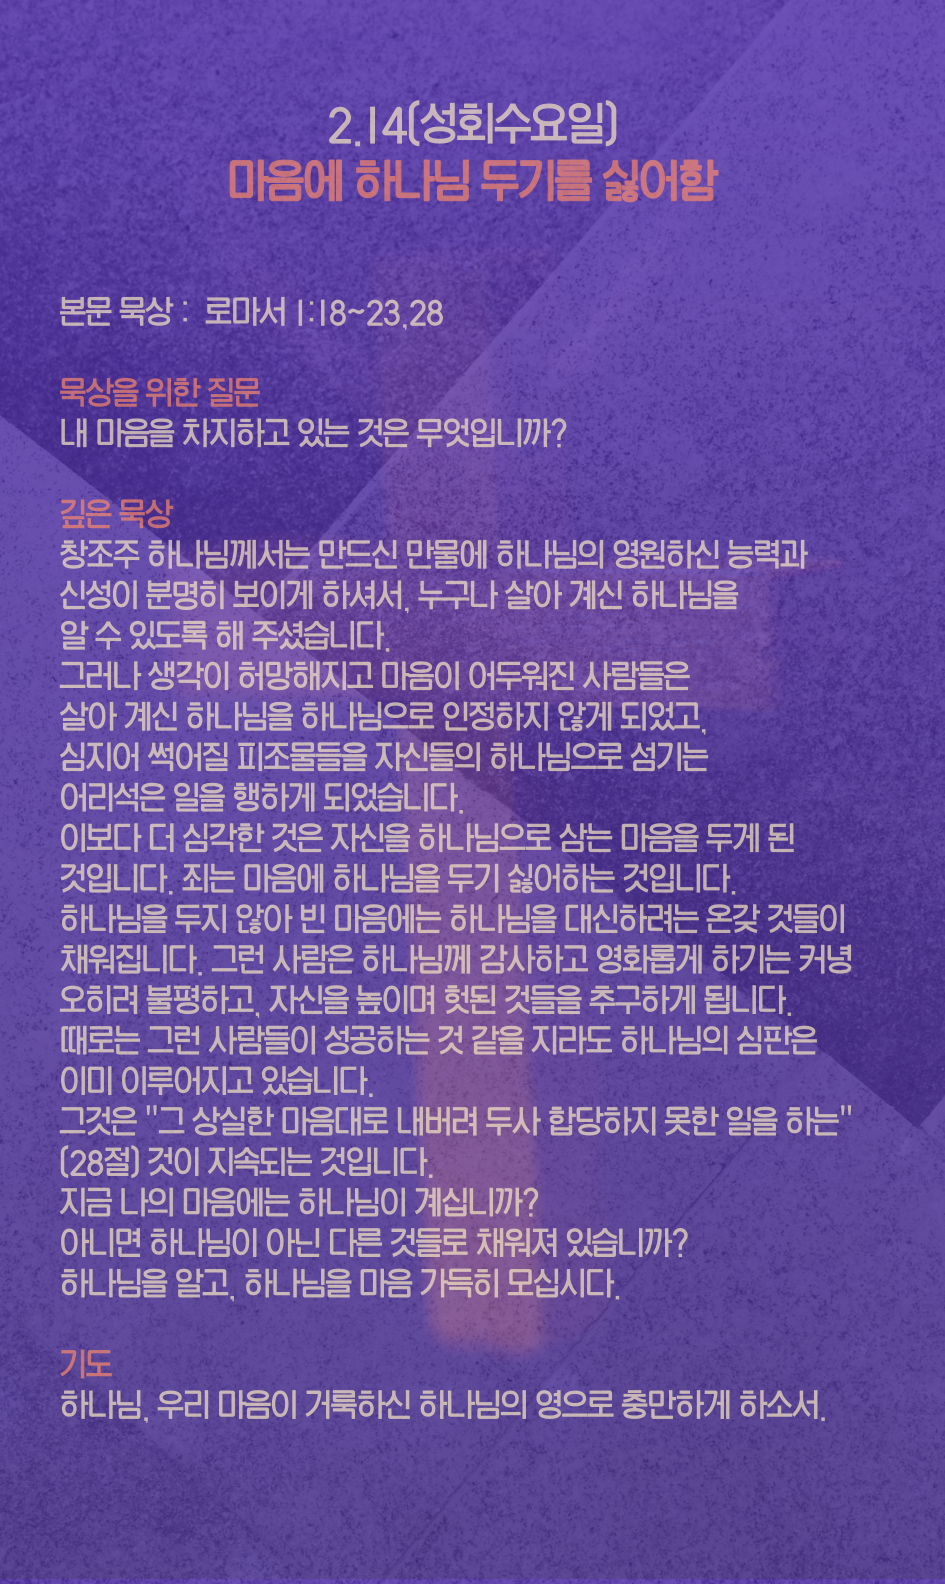 2.14(성회수요일)
마음에 하나님 두기를 싫어함
본문 묵상 : 로마서 1:18~23,28
묵상을 위한 질문
내 마음을 차지하고 있는 것은 무엇입니까?
깊은 묵상
창조주 하나님께서는 만드신 만물에 하나님의 영원하신 능력과
신성이 분명히 보이게 하셔서, 누구나 살아 계신 하나님을
알 수 있도록 해 주셨습니다.
그러나 생각이 허망해지고 마음이 어두워진 사람들은
살아 계신 하나님을 하나님으로 인정하지 않게 되었고,
심지어 썩어질 피조물들을 자신들의 하나님으로 섬기는
어리석은 일을 행하게 되었습니다.
이보다 더 심각한 것은 자신을 하나님으로 삼는 마음을 두게 된
것입니다. 죄는 마음에 하나님을 두기 싫어하는 것입니다.
하나님을 두지 않아 빈 마음에는 하나님을 대신하려는 온갖 것들이
채워집니다. 그런 사람은 하나님께 감사하고 영화롭게 하기는 커녕
오히려 불평하고, 자신을 높이며 헛된 것들을 추구하게 됩니다.
때로는 그런 사람들이 성공하는 것 같을 지라도 하나님의 심판은
이미 이루어지고 있습니다.
그것은 "그 상실한 마음대로 내버려 두사 합당하지 못한 일을 하는"
(28절) 것이 지속되는 것입니다.
지금 나의 마음에는 하나님이 계십니까?
아니면 하나님이 아닌 다른 것들로 채워져 있습니까?
하나님을 알고, 하나님을 마음 가득히 모십시다.
기도
하나님, 우리 마음이 거룩하신 하나님의 영으로 충만하게 하소서.